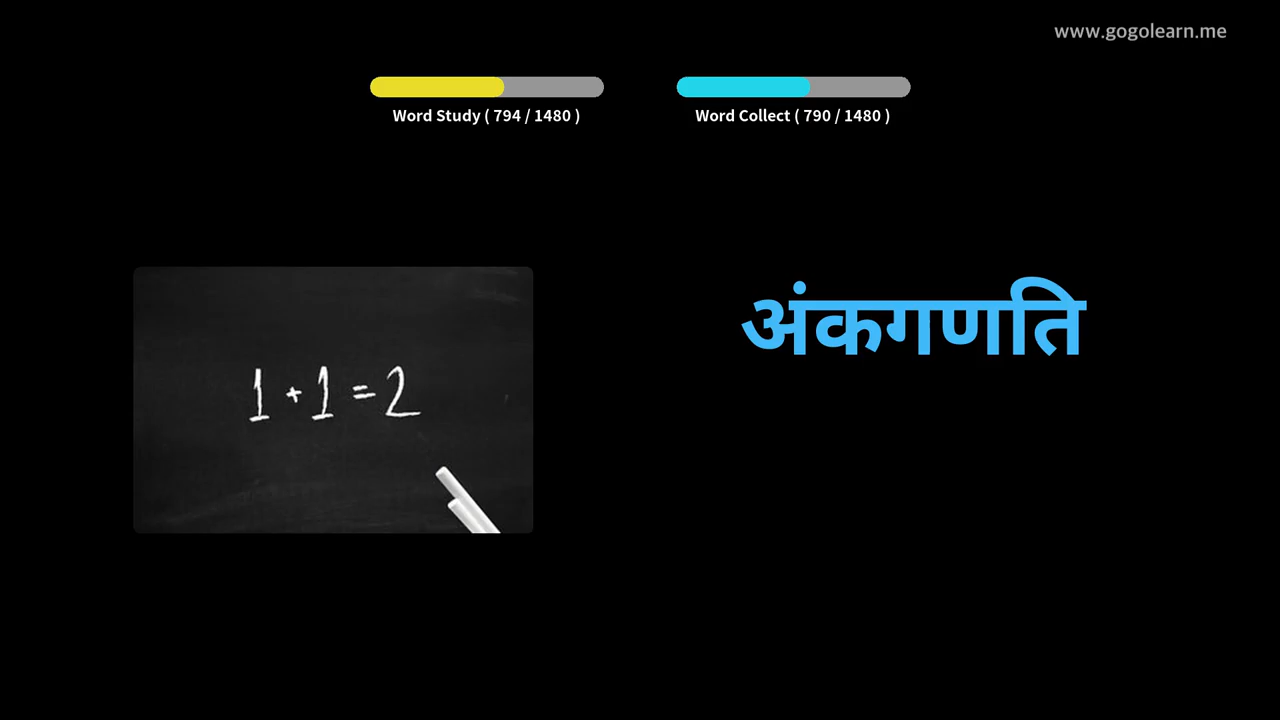 www.gogolearn.me
Word Study ( 794 / 1480 )
Word Collect ( 790 / 1480 )
अंकगणति
1 + 1 = 2